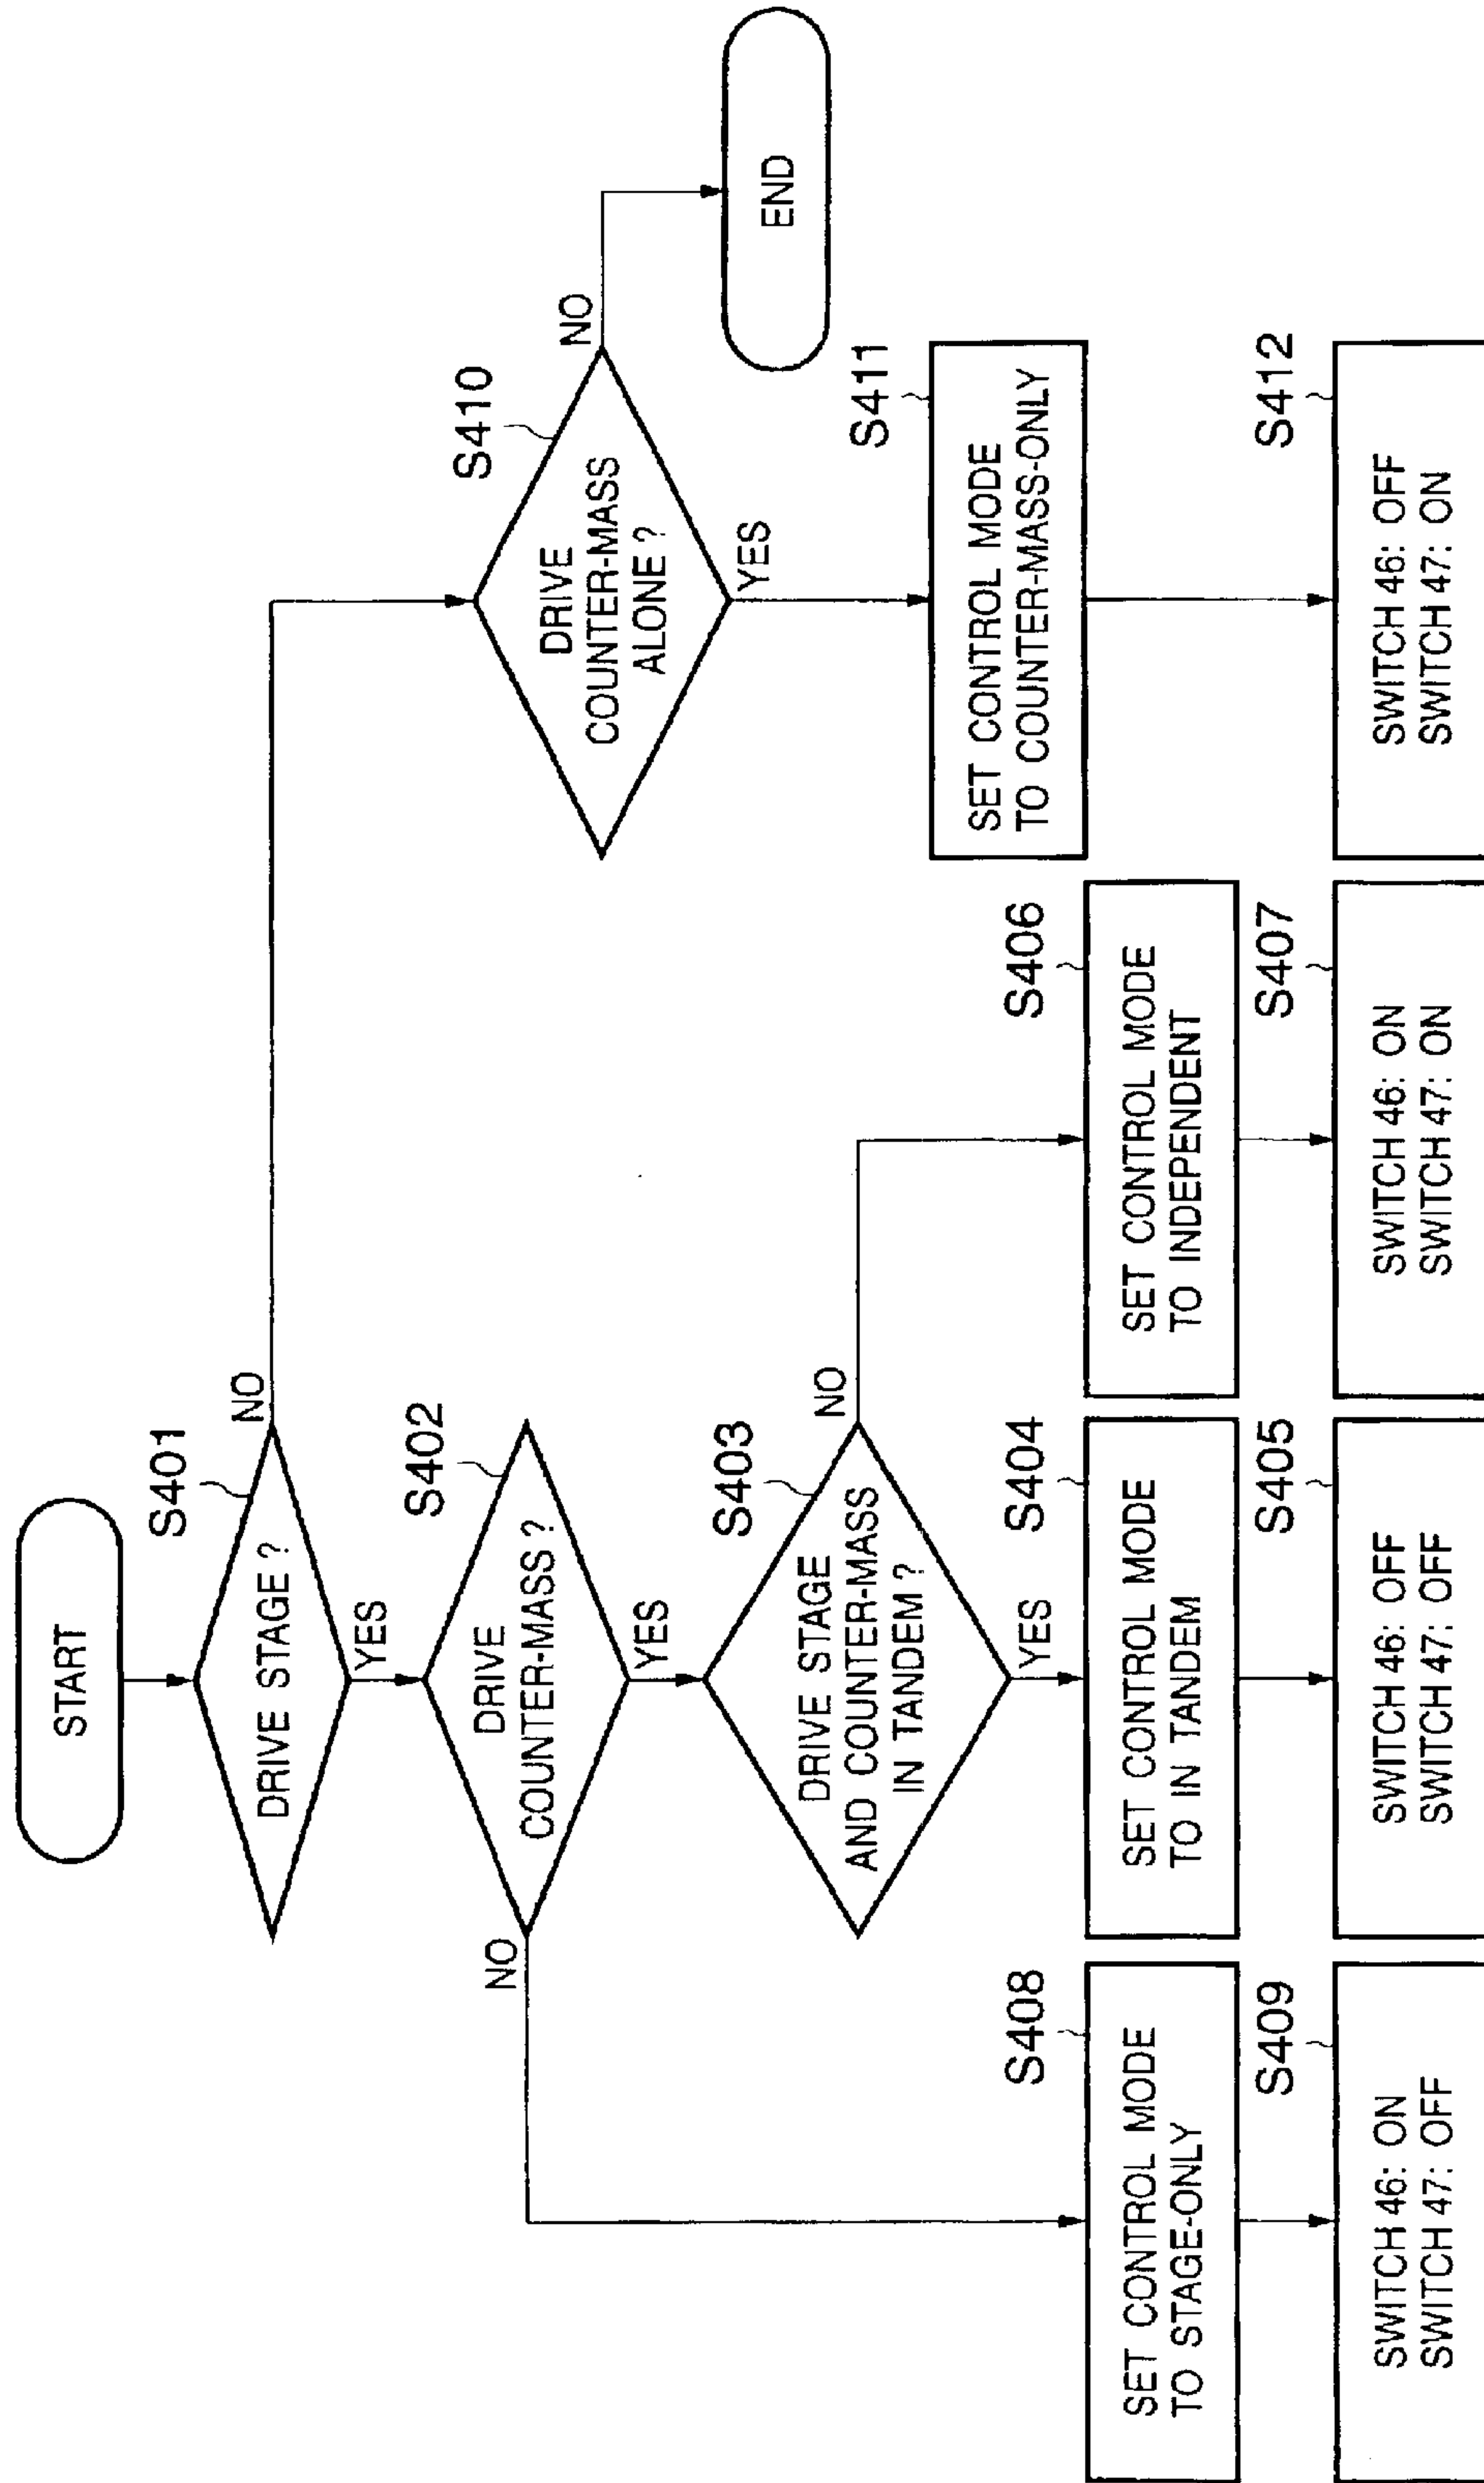 START
S401
DRIVE STAGE ?
NO
YES
S402
DRIVE
COUNTER-MASS ?
NO
YES
S403
DRIVE STAGE
AND COUNTER-MASS
IN TANDEM ?
NO
YES
S404
SET CONTROL MODE
TO IN TANDEM
S405
SWITCH 46: OFF
SWITCH 47: OFF
S406
SET CONTROL MODE
TO INDEPENDENT
S407
SWITCH 46: ON
SWITCH 47: ON
S408
SET CONTROL MODE
TO STAGE-ONLY
S409
SWITCH 46: ON
SWITCH 47: OFF
S410
DRIVE
COUNTER-MASS
ALONE ?
NO
YES
END
S411
SET CONTROL MODE
TO COUNTER-MASS-ONLY
S412
SWITCH 46: OFF
SWITCH 47: ON